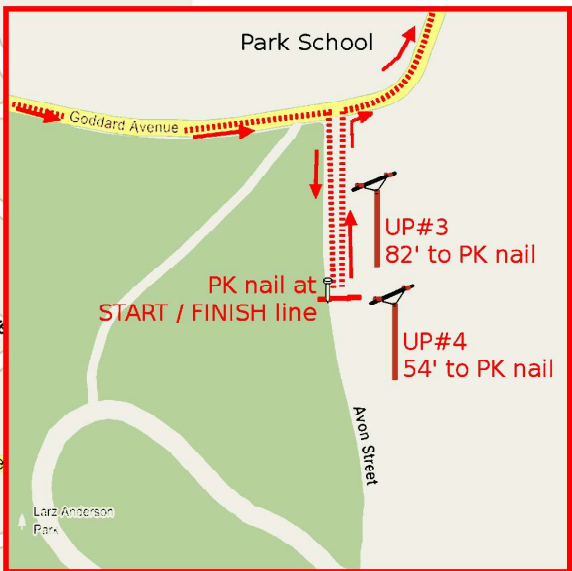 Park School
Goddard Avenue
UP#3
82' to PK nail
PK nail at
START / FINISH line
UP#4
54' to PK nail
Avon Street
Larz Anderson
Park